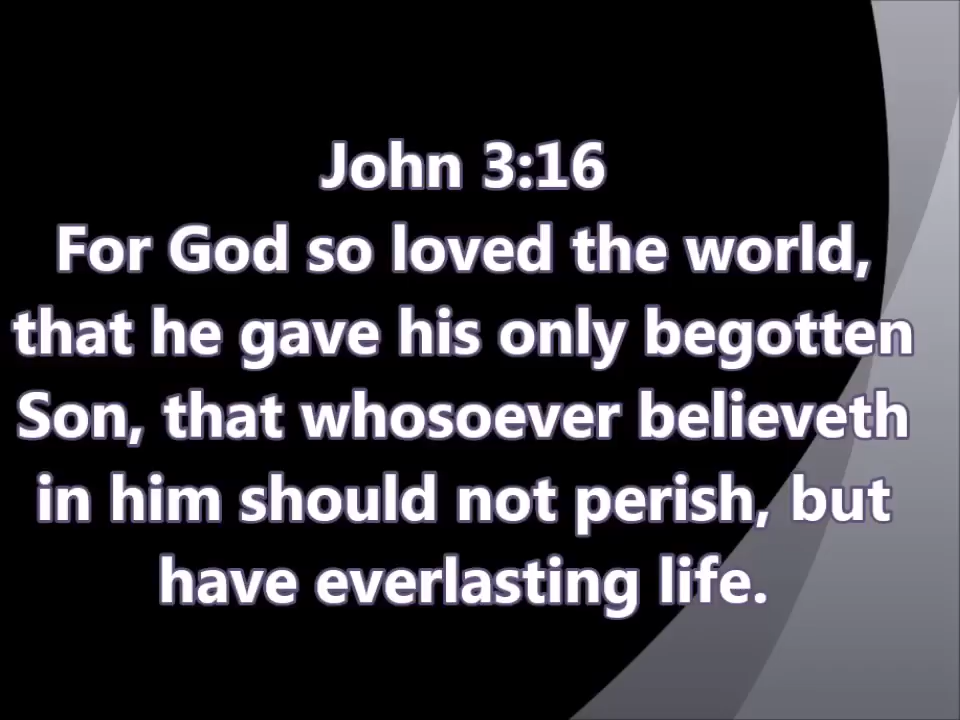 John 3:16
For God so loved the world,
that he gave his only begotten
Son, that whosoever believeth
in him should not perish, but
have everlasting life.